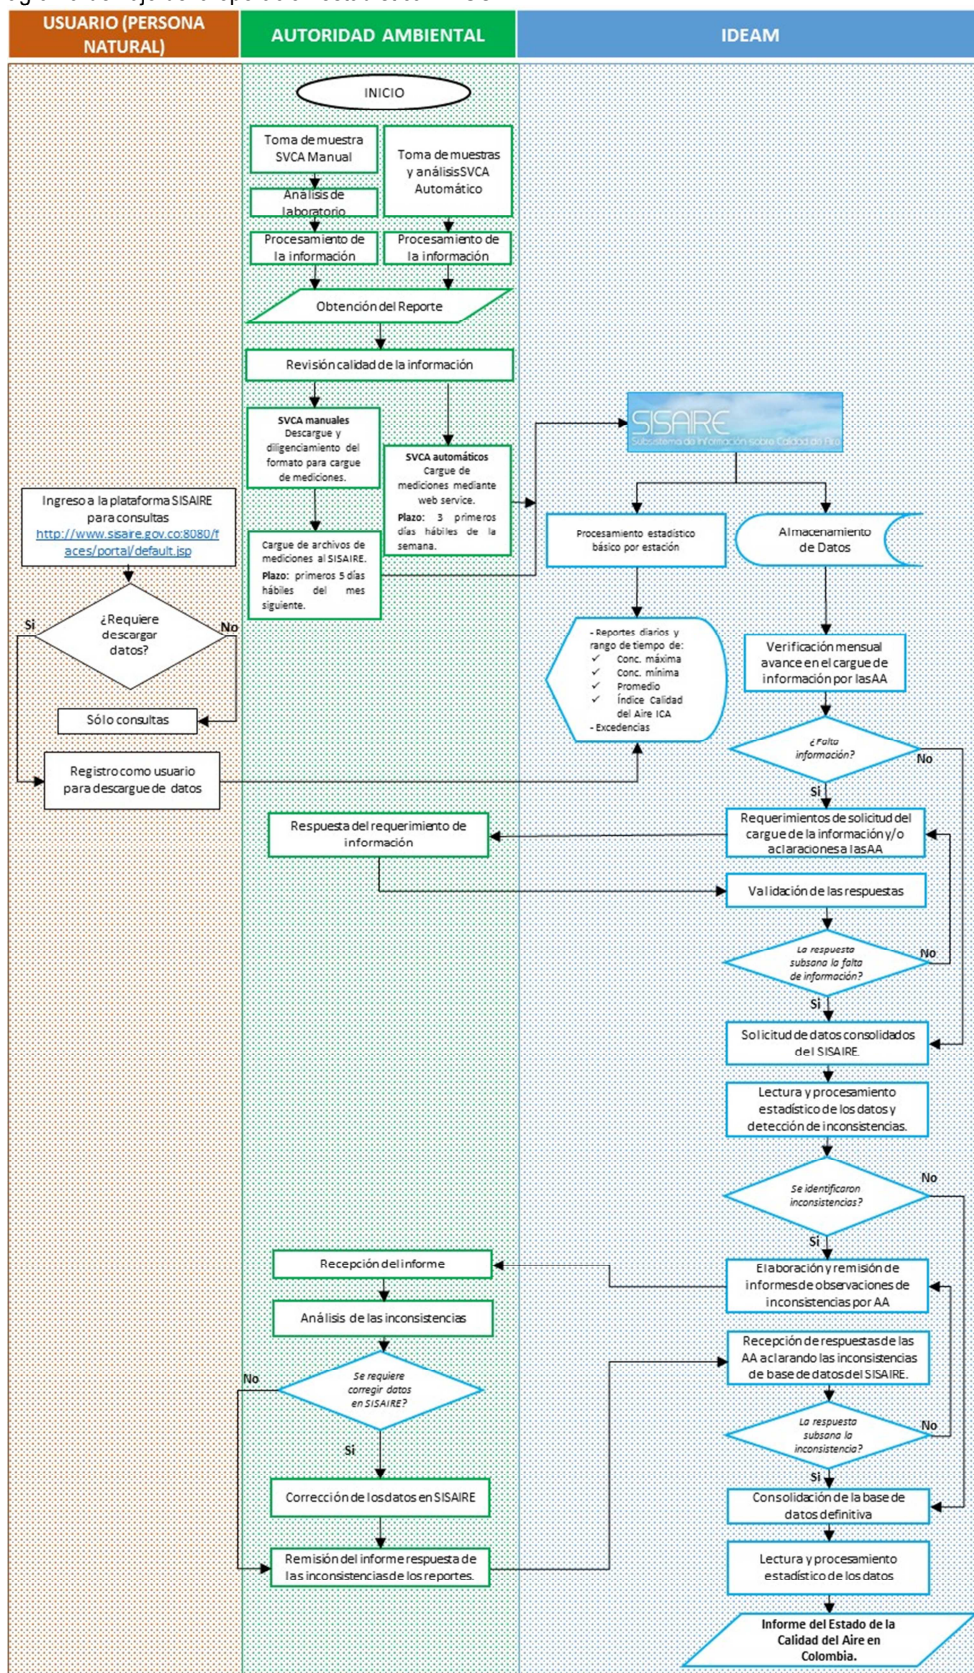 USUARIO (PERSONA
NATURAL)
AUTORIDAD AMBIENTAL
IDEAM
INICIO
Toma de muestra
SVCA Manual
Toma de muestras
y análisis SVCA
Automático
Análisis de
laboratorio
Procesamiento de
la información
Procesamiento de
la información
Obtención del Reporte
Revisión calidad de la información
SVCA manuales
Descargue y
diligenciamiento del
formato para cargue
de mediciones.
SVCA automáticos
Cargue de
mediciones mediante
web service.
Plazo: 3 primeros
días hábiles de la
semana.
Cargue de archivos de
mediciones al SISAIRE.
Plazo: primeros 5 días
hábiles del mes
siguiente.
SISAIRE
Subsistema de Información sobre Calidad de Aire
Ingreso a la plataforma SISAIRE
para consultas
http://www.sisaire.gov.co:8080/f
aces/portal/default.jsp
¿Requiere
descargar
datos?
Si
No
Sólo consultas
Registro como usuario
para descargue de datos
Procesamiento estadístico
básico por estación
Almacenamiento
de Datos
- Reportes diarios y
rango de tiempo de:
✓ Conc. máxima
✓ Conc. mínima
✓ Promedio
✓ Índice Calidad
del Aire ICA
- Excedencias
Verificación mensual
avance en el cargue de
información por las AA
¿Falta
información?
No
Si
Requerimientos de solicitud del
cargue de la información y/o
aclaraciones a las AA
Respuesta del requerimiento de
información
Validación de las respuestas
La respuesta
subsana la falta
de información?
No
Si
Solicitud de datos consolidados
del SISAIRE.
Lectura y procesamiento
estadístico de los datos y
detección de inconsistencias.
Se identificaron
inconsistencias?
No
Si
Elaboración y remisión de
informes de observaciones de
inconsistencias por AA
Recepción del informe
Análisis de las inconsistencias
Se requiere
corregir datos
en SISAIRE?
No
Si
Corrección de los datos en SISAIRE
Remisión del informe respuesta de
las inconsistencias de los reportes.
Recepción de respuestas de las
AA aclarando las inconsistencias
de base de datos del SISAIRE.
La respuesta
subsana la
inconsistencia?
No
Si
Consolidación de la base de
datos definitiva
Lectura y procesamiento
estadístico de los datos
Informe del Estado de la
Calidad del Aire en
Colombia.